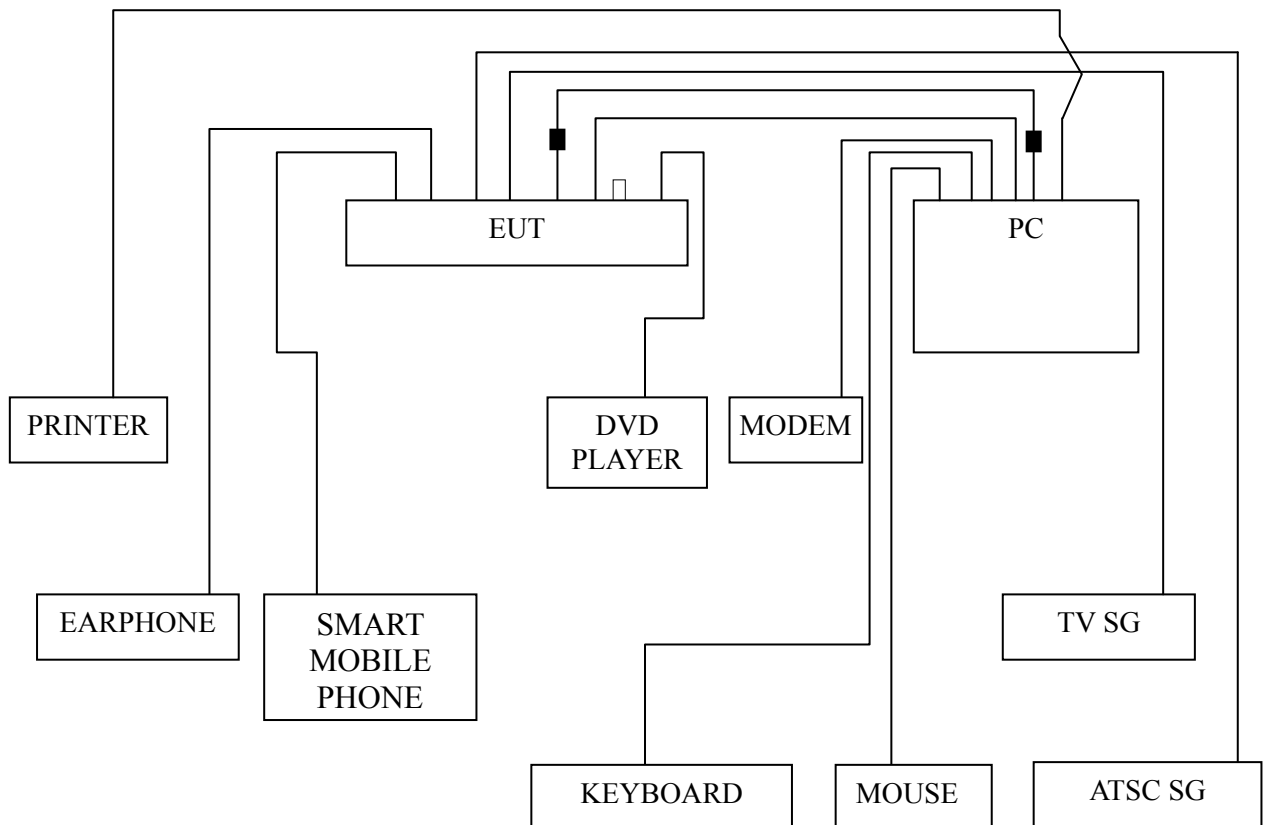 EUT
PC
PRINTER
DVD
PLAYER
MODEM
EARPHONE
SMART
MOBILE
PHONE
TV SG
KEYBOARD
MOUSE
ATSC SG